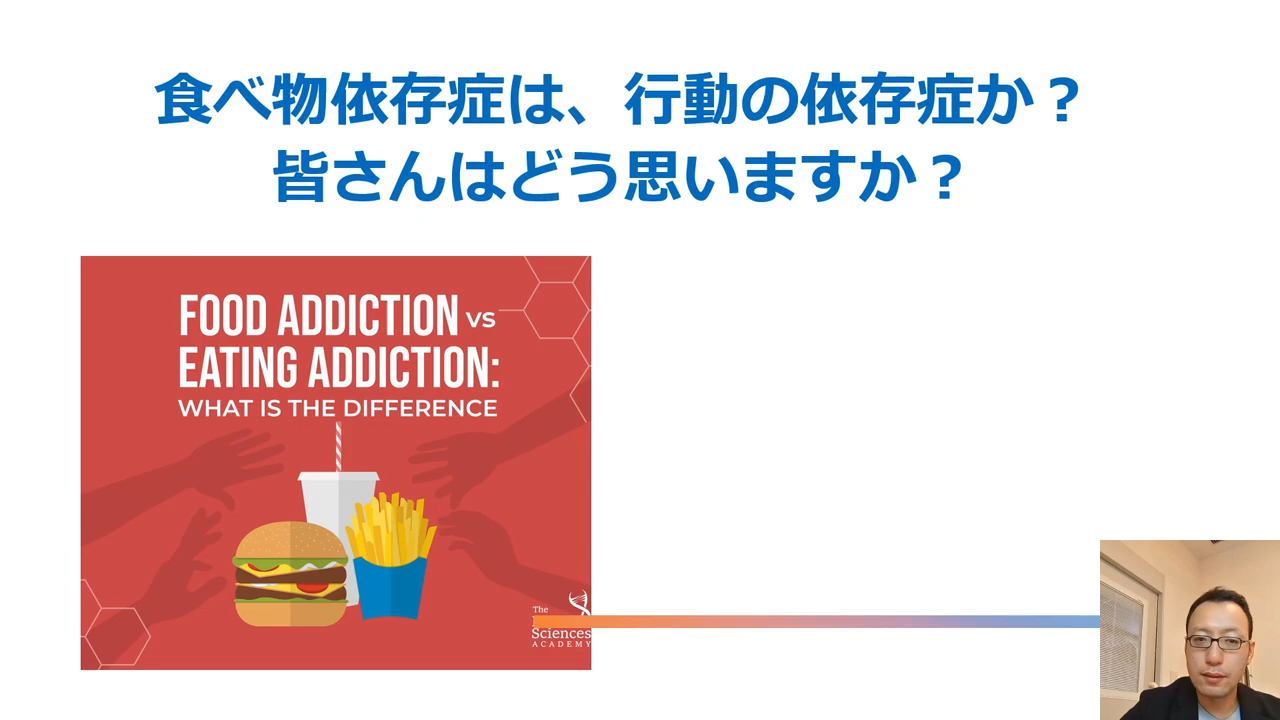 食べ物依存症は、行動の依存症か？
皆さんはどう思いますか？
FOOD ADDICTION VS
EATING ADDICTION:
WHAT IS THE DIFFERENCE
The
Sciences
ACADEMY